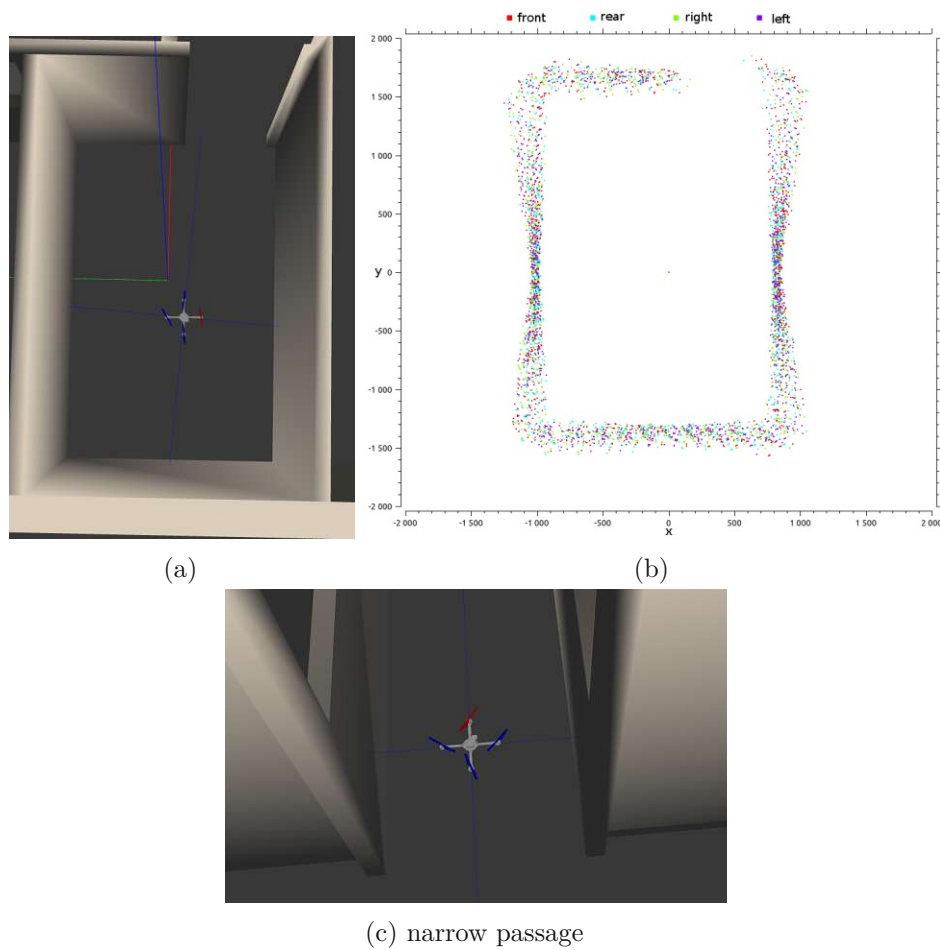 front rear right left
2 000
1 500
1 000
500
y 0
-500
-1 000
-1 500
-2 000
-2 000 -1 500 -1 000 -500 0 500 1 000 1 500 2 000
x
(a) (b)
(c) narrow passage